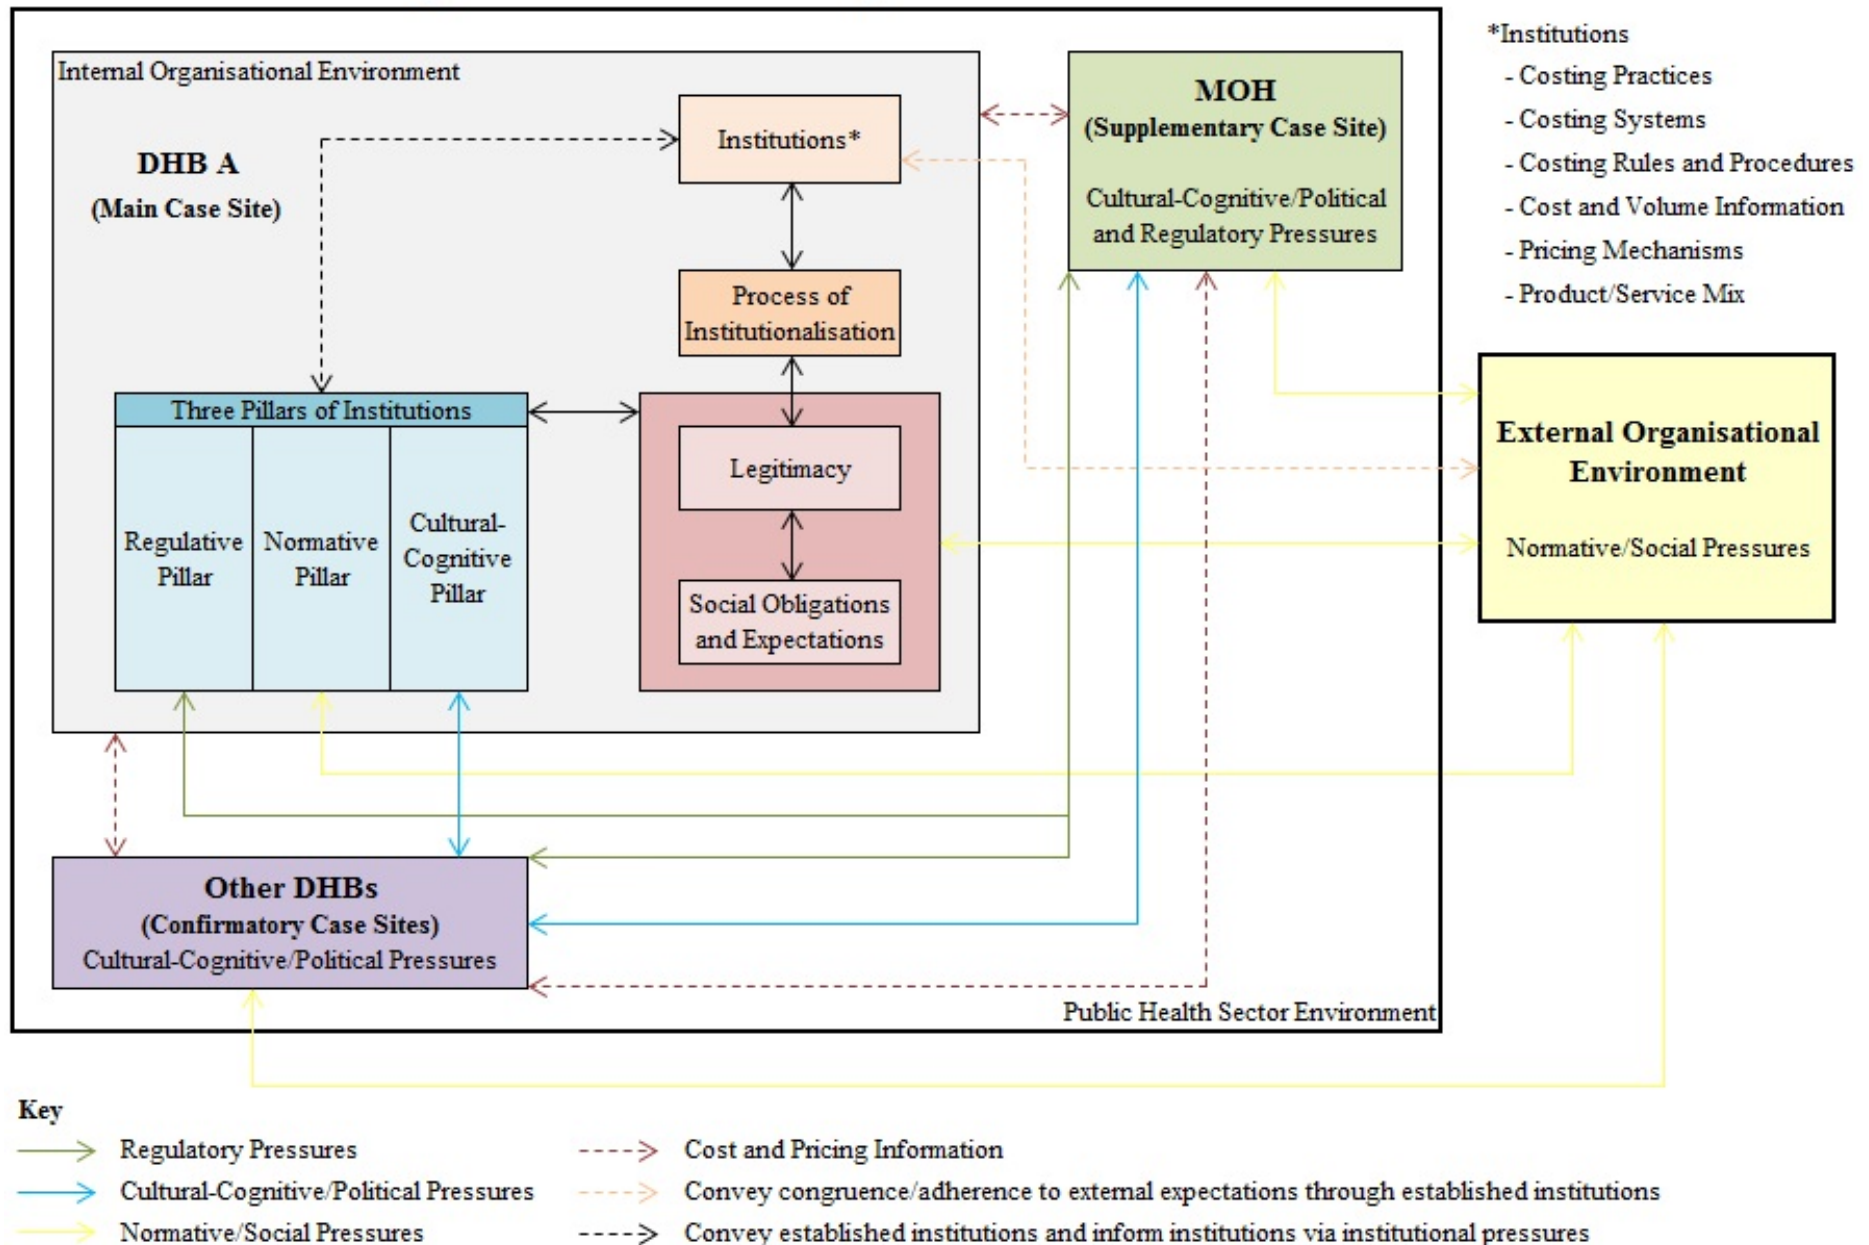 Internal Organisational Environment
DHB A
(Main Case Site)
Institutions*
Process of
Institutionalisation
Three Pillars of Institutions
Regulative
Pillar
Normative
Pillar
Cultural-
Cognitive
Pillar
Legitimacy
Social Obligations
and Expectations
MOH
(Supplementary Case Site)
Cultural-Cognitive/Political
and Regulatory Pressures
*Institutions
- Costing Practices
- Costing Systems
- Costing Rules and Procedures
- Cost and Volume Information
- Pricing Mechanisms
- Product/Service Mix
External Organisational
Environment
Normative/Social Pressures
Other DHBs
(Confirmatory Case Sites)
Cultural-Cognitive/Political Pressures
Public Health Sector Environment
Key
Regulatory Pressures
Cultural-Cognitive/Political Pressures
Normative/Social Pressures
Cost and Pricing Information
Convey congruence/adherence to external expectations through established institutions
Convey established institutions and inform institutions via institutional pressures